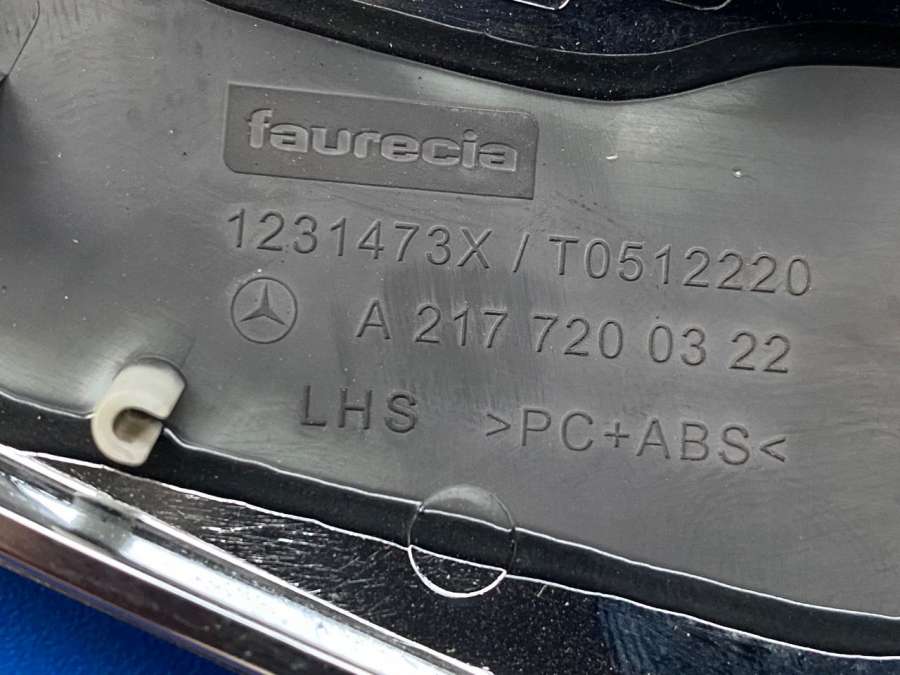 faurecia
1231473X / T0512220
A 217 720 03 22
LHS >PC+ABS<